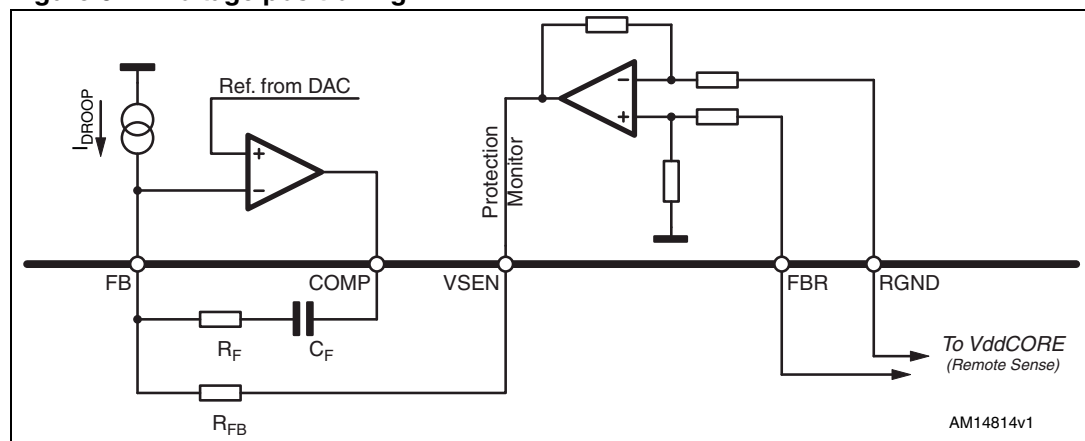 Ref. from DAC
I_DROOP
+
−
−
+
Protection
Monitor
FB
COMP
VSEN
FBR
RGND
R_F
C_F
R_FB
To VddCORE
(Remote Sense)
AM14814v1